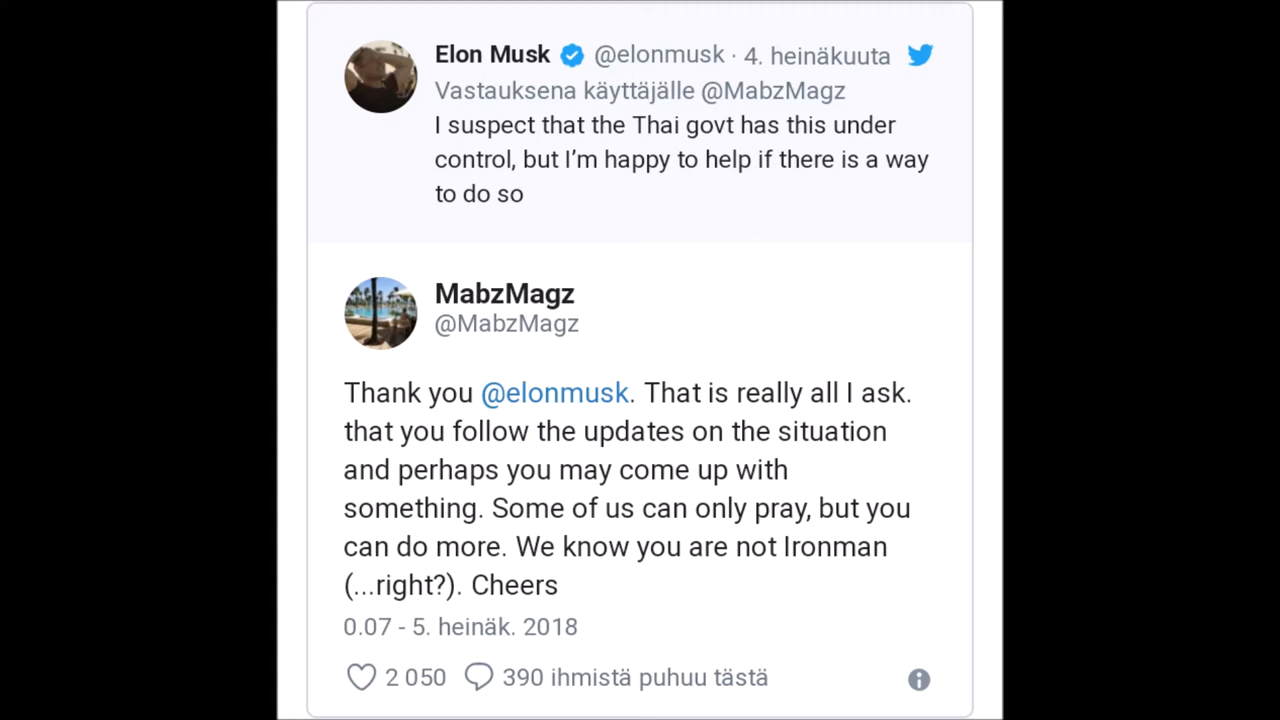 Elon Musk @elonmusk · 4. heinäkuuta
Vastauksena käyttäjälle @MabzMagz
I suspect that the Thai govt has this under
control, but I’m happy to help if there is a way
to do so
MabzMagz
@MabzMagz
Thank you @elonmusk. That is really all I ask.
that you follow the updates on the situation
and perhaps you may come up with
something. Some of us can only pray, but you
can do more. We know you are not Ironman
(...right?). Cheers
0.07 - 5. heinäk. 2018
2 050 390 ihmistä puhuu tästä